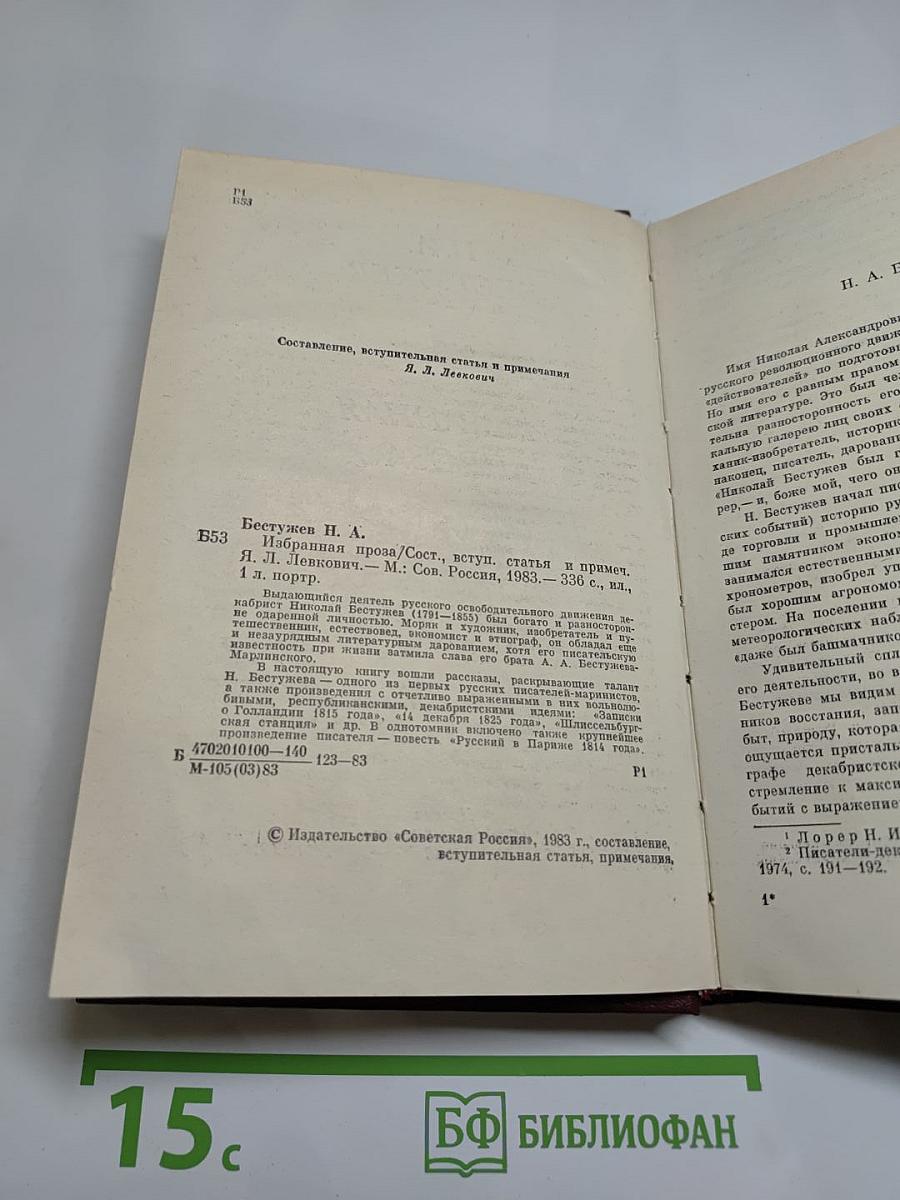 Р1
Б53
Составление, вступительная статья и примечания
Я. Л. Левкович
Бестужев Н. А.
Б53 Избранная проза/Сост., вступ. статья и примеч.
Я. Л. Левкович.— М.: Сов. Россия, 1983.— 336 с., ил.,
1 л. портр.
Выдающийся деятель русского освободительного движения де-
кабрист Николай Бестужев (1791—1855) был богато и разносторон-
не одаренной личностью. Моряк и художник, изобретатель и пу-
тешественник, естествовед, экономист и этнограф, он обладал еще
и незаурядным литературным дарованием, хотя его писательскую
известность при жизни затмила слава его брата А. А. Бестужева-
Марлинского.
В настоящую книгу вошли рассказы, раскрывающие талант
Н. Бестужева — одного из первых русских писателей-маринистов,
а также произведения с отчетливо выраженными в них вольнолю-
бивыми, республиканскими, декабристскими идеями: «Записки
о Голландии 1815 года», «14 декабря 1825 года», «Шлиссельбург-
ская станция» и др. В однотомник включено также крупнейшее
произведение писателя — повесть «Русский в Париже 1814 года».
Б 4702010100—140 123—83
М-105(03)83
Р1
© Издательство «Советская Россия», 1983 г., составление,
вступительная статья, примечания,
Н. А. Б
Имя Николая Александрови
русского революционного движ
«действователей» по подготовк
Но имя его с равным правом
ской литературе. Это был чел
тельна разносторонность его
кальную галерею лиц своих
ханик-изобретатель, историк
наконец, писатель, даровани
«Николай Бестужев был г
рер,— и, боже мой, чего он
Н. Бестужев начал пис
ских событий) историю ру
де торговли и промышле
шим памятником эконом
занимался естественными
хронометров, изобрел уп
был хорошим агрономо
стером. На поселении
метеорологических набл
«даже был башмачнико
Удивительный спл
его деятельности, во в
Бестужеве мы видим
ников восстания, зап
быт, природу, котора
ощущается присталь
графе декабристск
стремление к макси
бытий с выражение
1 Лорер Н. И
2 Писатели-дек
1974, с. 191—192.
1*
15 с
БФ БИБЛИОФАН